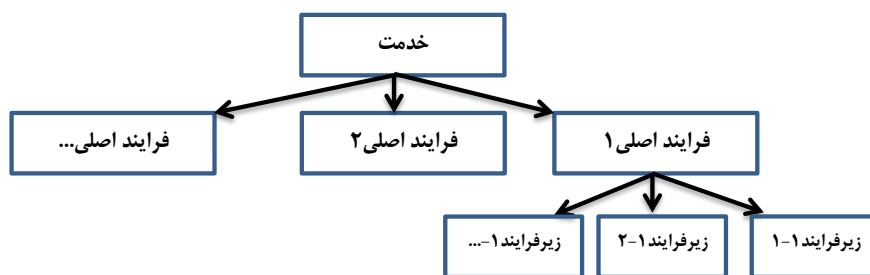 خدمت
فرایند اصلی۱
فرایند اصلی۲
فرایند اصلی...
زیرفرایند۱-۱
زیرفرایند۱-۲
زیرفرایند۱-...